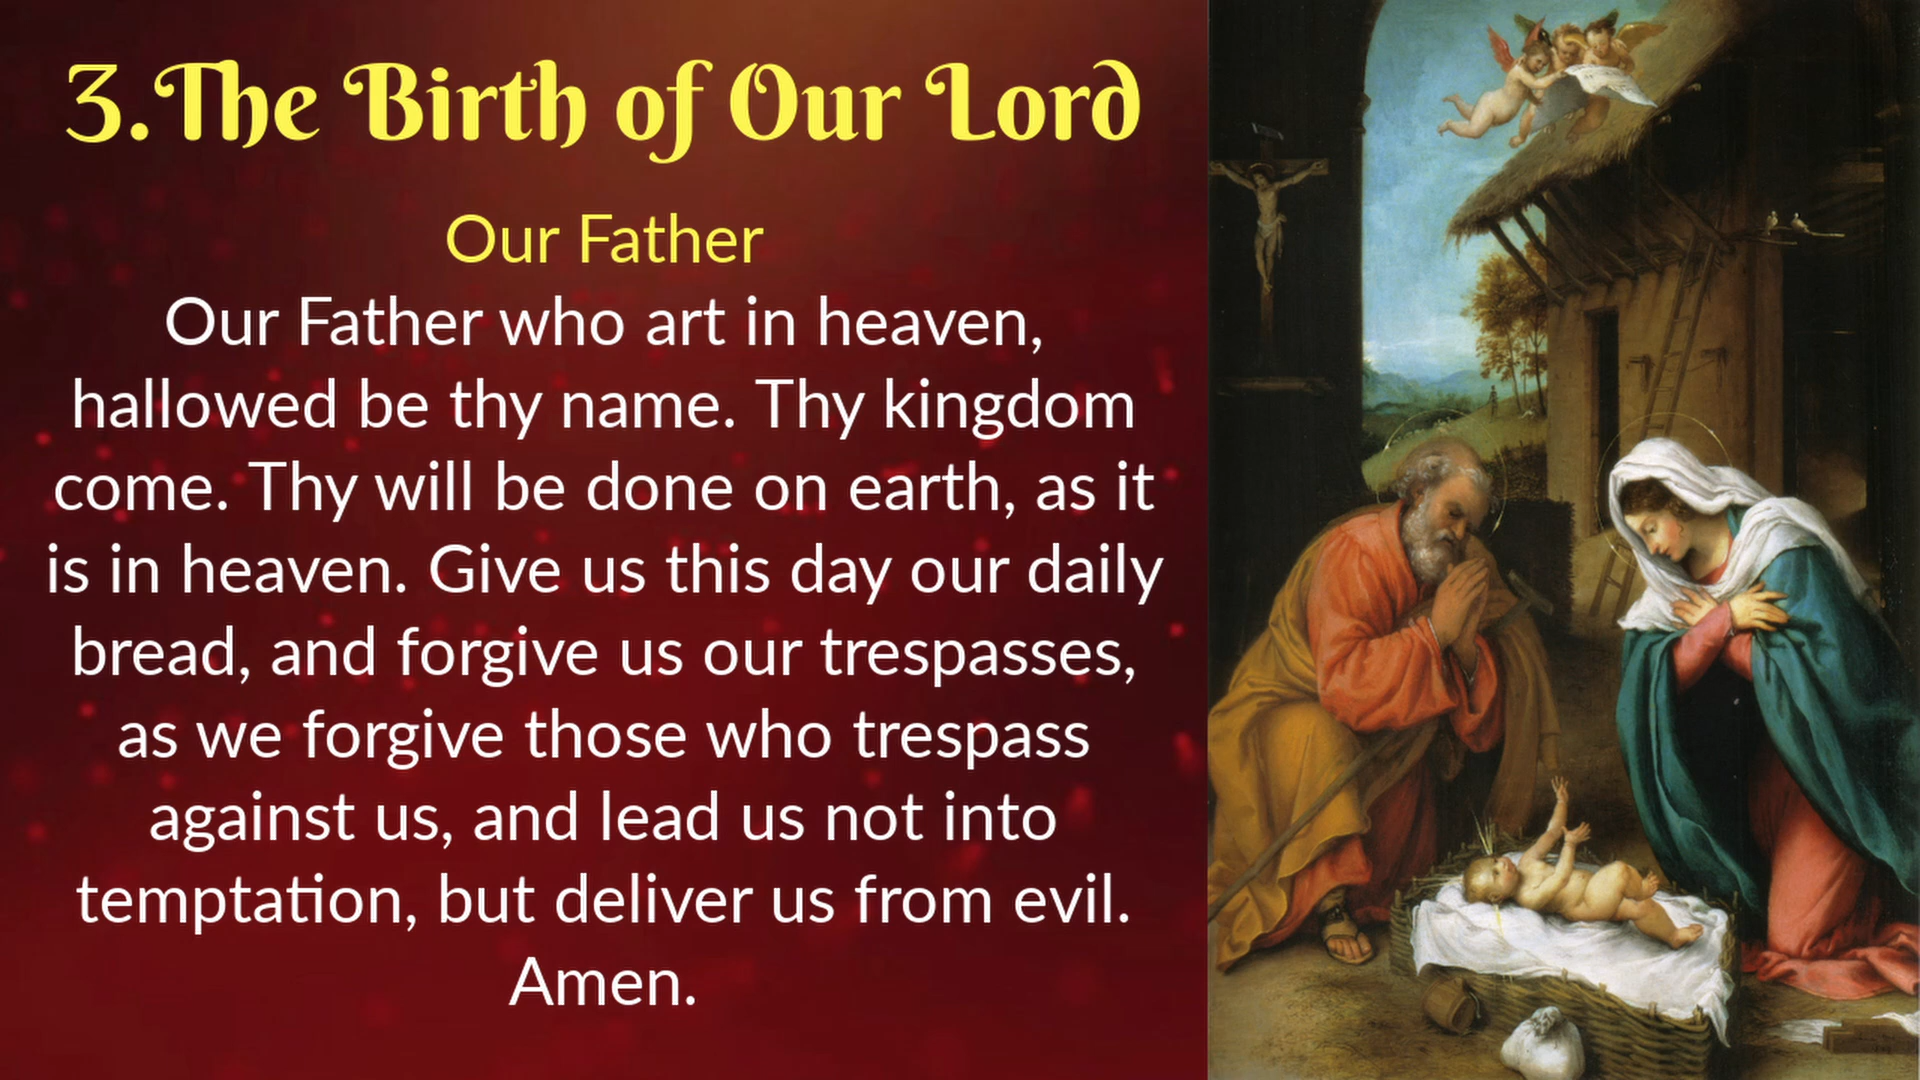 3. The Birth of Our Lord
Our Father
Our Father who art in heaven,
hallowed be thy name. Thy kingdom
come. Thy will be done on earth, as it
is in heaven. Give us this day our daily
bread, and forgive us our trespasses,
as we forgive those who trespass
against us, and lead us not into
temptation, but deliver us from evil.
Amen.